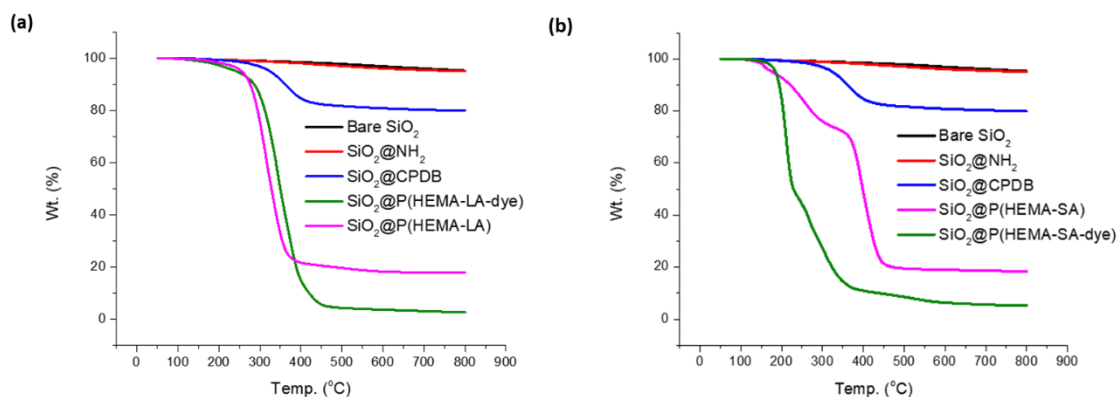 (a)
100
80
60
40
20
0
Wt. (%)
Bare SiO₂
SiO₂@NH₂
SiO₂@CPDB
SiO₂@P(HEMA-LA-dye)
SiO₂@P(HEMA-LA)
0 100 200 300 400 500 600 700 800 900
Temp. (°C)
(b)
100
80
60
40
20
0
Wt. (%)
Bare SiO₂
SiO₂@NH₂
SiO₂@CPDB
SiO₂@P(HEMA-SA)
SiO₂@P(HEMA-SA-dye)
0 100 200 300 400 500 600 700 800 900
Temp. (°C)